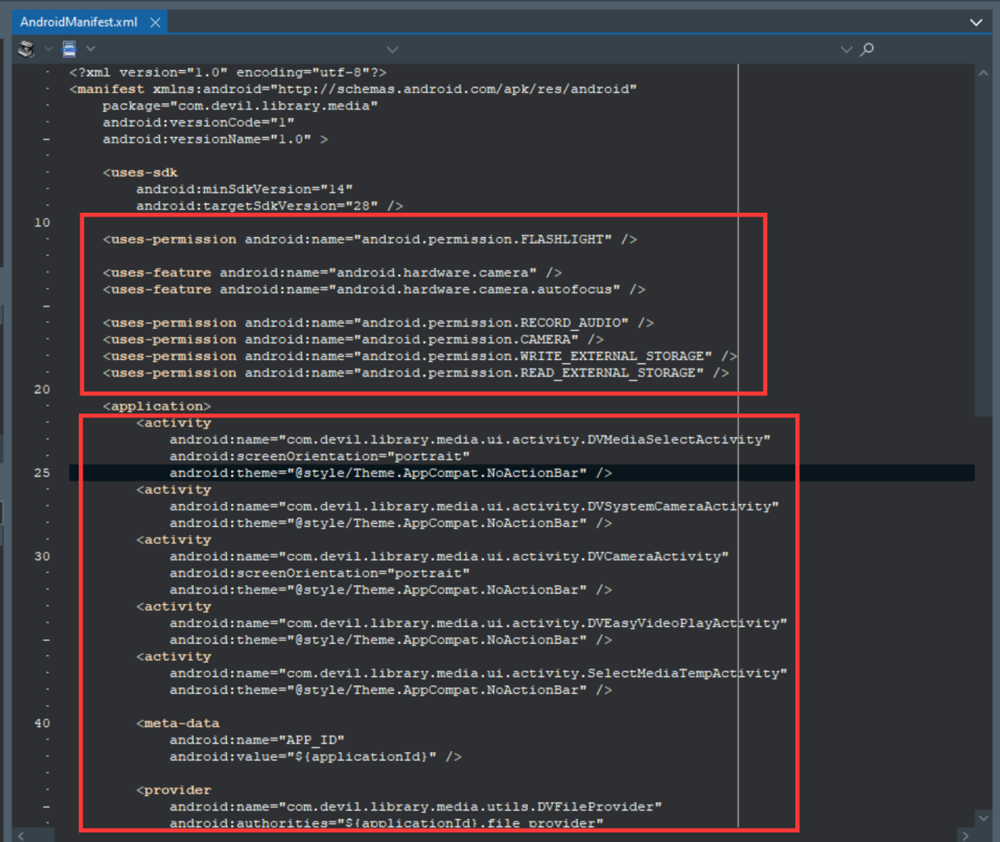 AndroidManifest.xml
<?xml version="1.0" encoding="utf-8"?>
<manifest xmlns:android="http://schemas.android.com/apk/res/android"
    package="com.devil.library.media"
    android:versionCode="1"
    android:versionName="1.0" >
    <uses-sdk
        android:minSdkVersion="14"
        android:targetSdkVersion="28" />
10
    <uses-permission android:name="android.permission.FLASHLIGHT" />
    <uses-feature android:name="android.hardware.camera" />
    <uses-feature android:name="android.hardware.camera.autofocus" />
    <uses-permission android:name="android.permission.RECORD_AUDIO" />
    <uses-permission android:name="android.permission.CAMERA" />
    <uses-permission android:name="android.permission.WRITE_EXTERNAL_STORAGE" />
    <uses-permission android:name="android.permission.READ_EXTERNAL_STORAGE" />
20
    <application>
        <activity
            android:name="com.devil.library.media.ui.activity.DVMediaSelectActivity"
            android:screenOrientation="portrait"
25            android:theme="@style/Theme.AppCompat.NoActionBar" />
        <activity
            android:name="com.devil.library.media.ui.activity.DVSystemCameraActivity"
            android:theme="@style/Theme.AppCompat.NoActionBar" />
        <activity
30            android:name="com.devil.library.media.ui.activity.DVCameraActivity"
            android:screenOrientation="portrait"
            android:theme="@style/Theme.AppCompat.NoActionBar" />
        <activity
            android:name="com.devil.library.media.ui.activity.DVEasyVideoPlayActivity"
            android:theme="@style/Theme.AppCompat.NoActionBar" />
        <activity
            android:name="com.devil.library.media.ui.activity.SelectMediaTempActivity"
            android:theme="@style/Theme.AppCompat.NoActionBar" />
40        <meta-data
            android:name="APP_ID"
            android:value="${applicationId}" />
        <provider
            android:name="com.devil.library.media.utils.DVFileProvider"
            android:authorities="${applicationId}.file_provider"